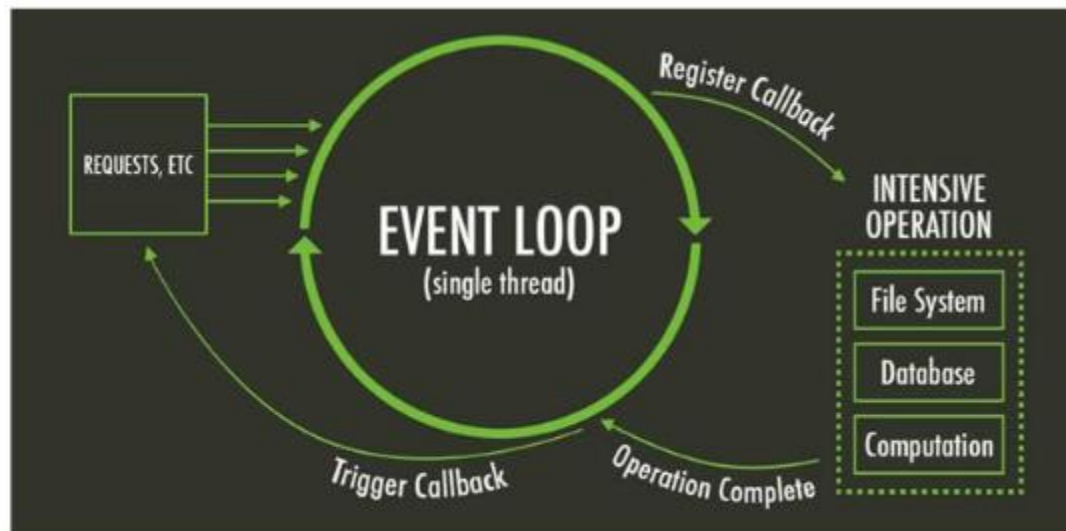 REQUESTS, ETC
Register Callback
EVENT LOOP
(single thread)
INTENSIVE
OPERATION
File System
Database
Computation
Operation Complete
Trigger Callback